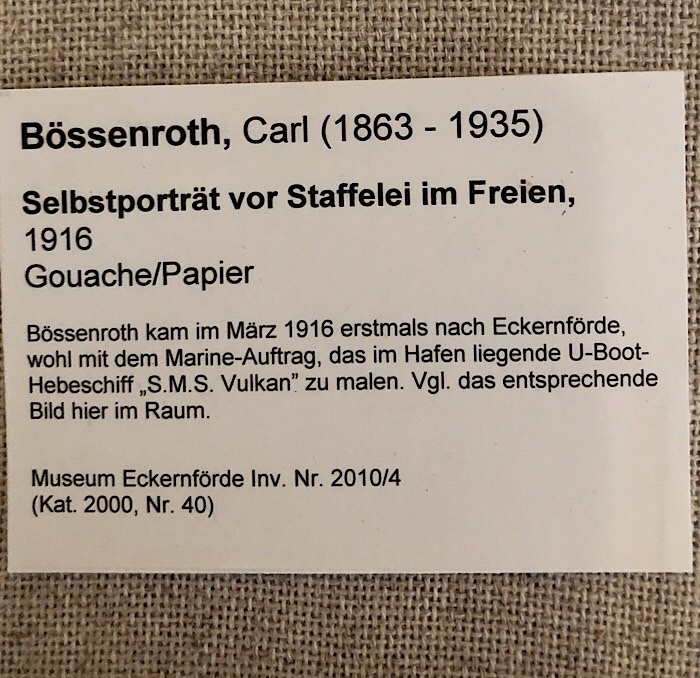 Bössenroth, Carl (1863 - 1935)
Selbstporträt vor Staffelei im Freien,
1916
Gouache/Papier
Bössenroth kam im März 1916 erstmals nach Eckernförde,
wohl mit dem Marine-Auftrag, das im Hafen liegende U-Boot-
Hebeschiff „S.M.S. Vulkan” zu malen. Vgl. das entsprechende
Bild hier im Raum.
Museum Eckernförde Inv. Nr. 2010/4
(Kat. 2000, Nr. 40)